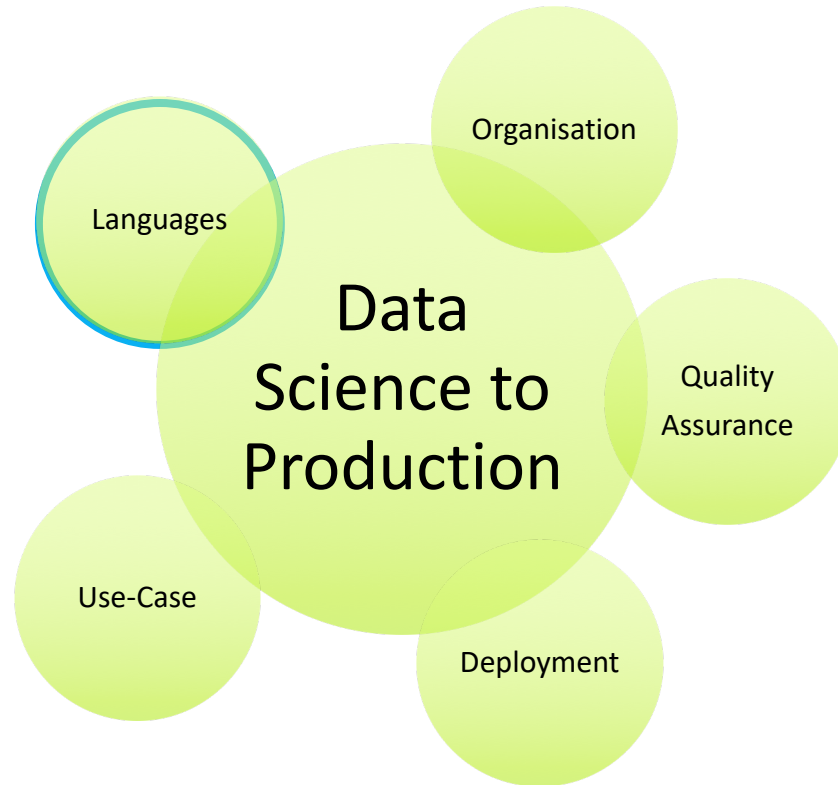 Organisation
Languages
Data
Science to
Production
Quality
Assurance
Use-Case
Deployment